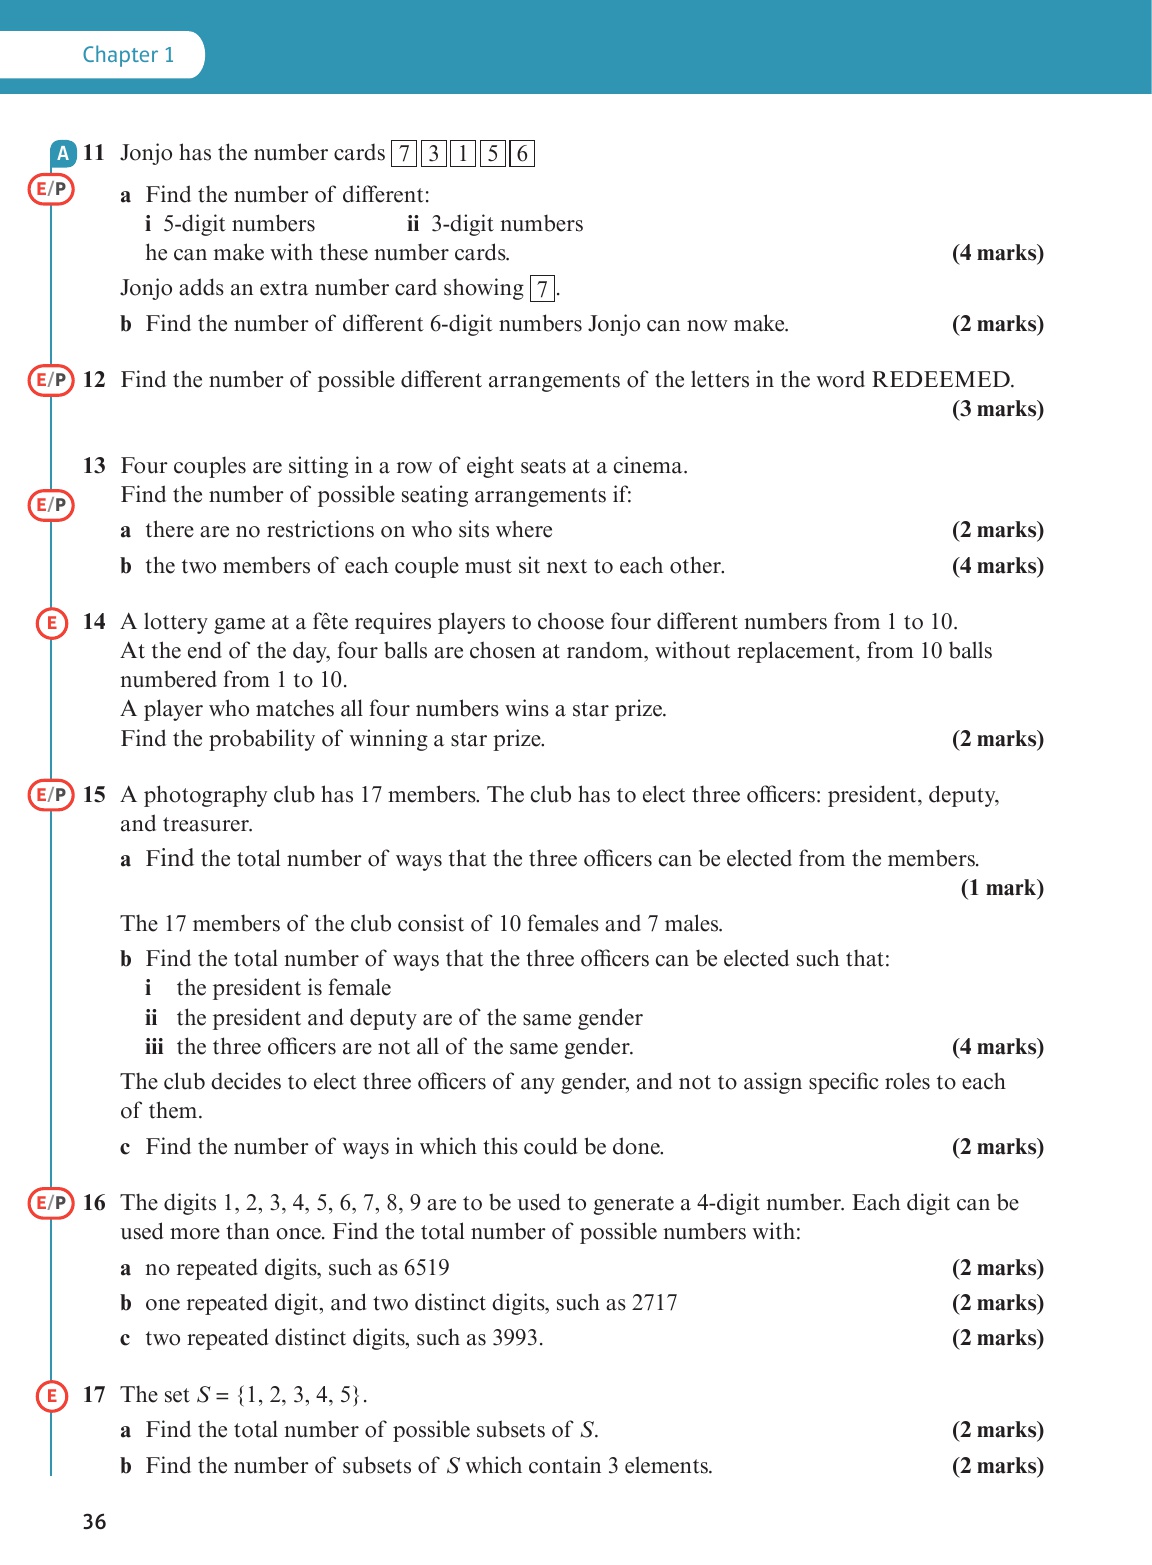 Chapter 1
A 11 Jonjo has the number cards 7 3 1 5 6
E/P
a Find the number of different:
i 5-digit numbers ii 3-digit numbers
he can make with these number cards. (4 marks)
Jonjo adds an extra number card showing 7.
b Find the number of different 6-digit numbers Jonjo can now make. (2 marks)
E/P 12 Find the number of possible different arrangements of the letters in the word REDEEMED.
(3 marks)
13 Four couples are sitting in a row of eight seats at a cinema.
Find the number of possible seating arrangements if:
E/P
a there are no restrictions on who sits where (2 marks)
b the two members of each couple must sit next to each other. (4 marks)
E 14 A lottery game at a fête requires players to choose four different numbers from 1 to 10.
At the end of the day, four balls are chosen at random, without replacement, from 10 balls
numbered from 1 to 10.
A player who matches all four numbers wins a star prize.
Find the probability of winning a star prize. (2 marks)
E/P 15 A photography club has 17 members. The club has to elect three officers: president, deputy,
and treasurer.
a Find the total number of ways that the three officers can be elected from the members.
(1 mark)
The 17 members of the club consist of 10 females and 7 males.
b Find the total number of ways that the three officers can be elected such that:
i the president is female
ii the president and deputy are of the same gender
iii the three officers are not all of the same gender. (4 marks)
The club decides to elect three officers of any gender, and not to assign specific roles to each
of them.
c Find the number of ways in which this could be done. (2 marks)
E/P 16 The digits 1, 2, 3, 4, 5, 6, 7, 8, 9 are to be used to generate a 4-digit number. Each digit can be
used more than once. Find the total number of possible numbers with:
a no repeated digits, such as 6519 (2 marks)
b one repeated digit, and two distinct digits, such as 2717 (2 marks)
c two repeated distinct digits, such as 3993. (2 marks)
E 17 The set S = {1, 2, 3, 4, 5}.
a Find the total number of possible subsets of S. (2 marks)
b Find the number of subsets of S which contain 3 elements. (2 marks)
36